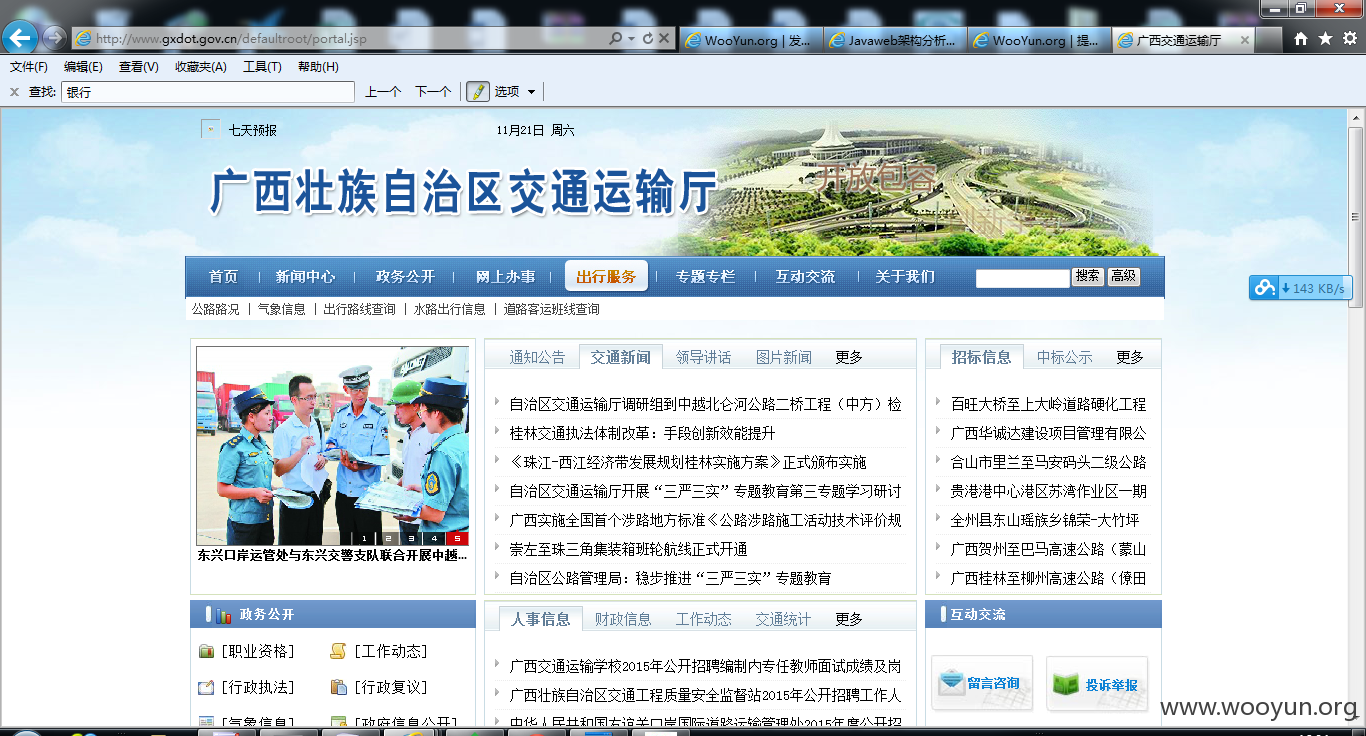 http://www.gxdot.gov.cn/defaultroot/portal.jsp
WooYun.org | 发...
Javaweb架构分析...
WooYun.org | 提...
广西交通运输厅
文件(F) 编辑(E) 查看(V) 收藏夹(A) 工具(T) 帮助(H)
查找: 银行 上一个 下一个 选项
七天预报 11月21日 周六
广西壮族自治区交通运输厅
开放包容
首页 新闻中心 政务公开 网上办事 出行服务 专题专栏 互动交流 关于我们 搜索 高级
143 KB/s
公路路况 | 气象信息 | 出行路线查询 | 水路出行信息 | 道路客运班线查询
1 2 3 4 5
东兴口岸运管处与东兴交警支队联合开展中越...
通知公告 交通新闻 领导讲话 图片新闻 更多
自治区交通运输厅调研组到中越北仑河公路二桥工程（中方）检
桂林交通执法体制改革：手段创新效能提升
《珠江-西江经济带发展规划桂林实施方案》正式颁布实施
自治区交通运输厅开展“三严三实”专题教育第三专题学习研讨
广西实施全国首个涉路地方标准《公路涉路施工活动技术评价规
崇左至珠三角集装箱班轮航线正式开通
自治区公路管理局：稳步推进“三严三实”专题教育
招标信息 中标公示 更多
百旺大桥至上大岭道路硬化工程
广西华诚达建设项目管理有限公
合山市里兰至马安码头二级公路
贵港港中心港区苏湾作业区一期
全州县东山瑶族乡锦荣-大竹坪
广西贺州至巴马高速公路（蒙山
广西桂林至柳州高速公路（僚田
政务公开
[职业资格] [工作动态]
[行政执法] [行政复议]
[气象信息] [政府信息公开]
人事信息 财政信息 工作动态 交通统计 更多
广西交通运输学校2015年公开招聘编制内专任教师面试成绩及岗
广西壮族自治区交通工程质量安全监督站2015年公开招聘工作人
中华人民共和国友谊关口岸国际道路运输管理处2015年度公开招
互动交流
留言咨询 投诉举报
www.wooyun.org